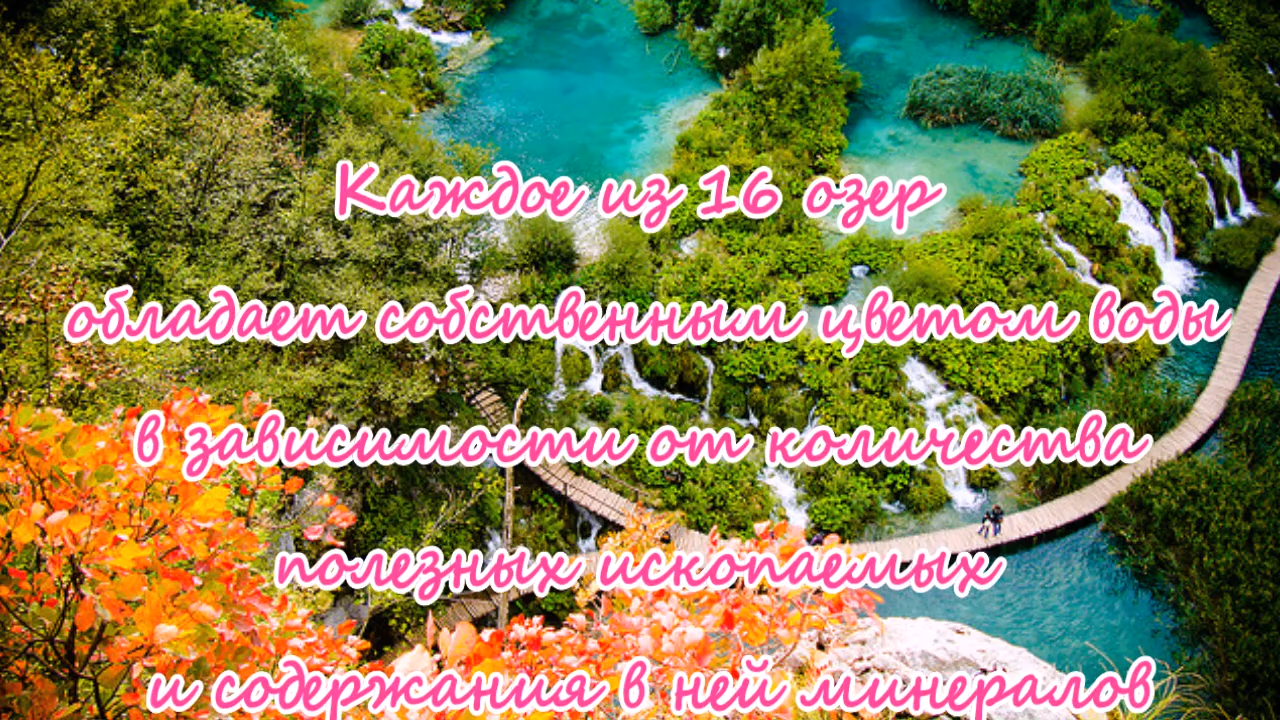 Каждое из 16 озер
обладает собственным цветом воды
в зависимости от количества
полезных ископаемых
и содержания в ней минералов